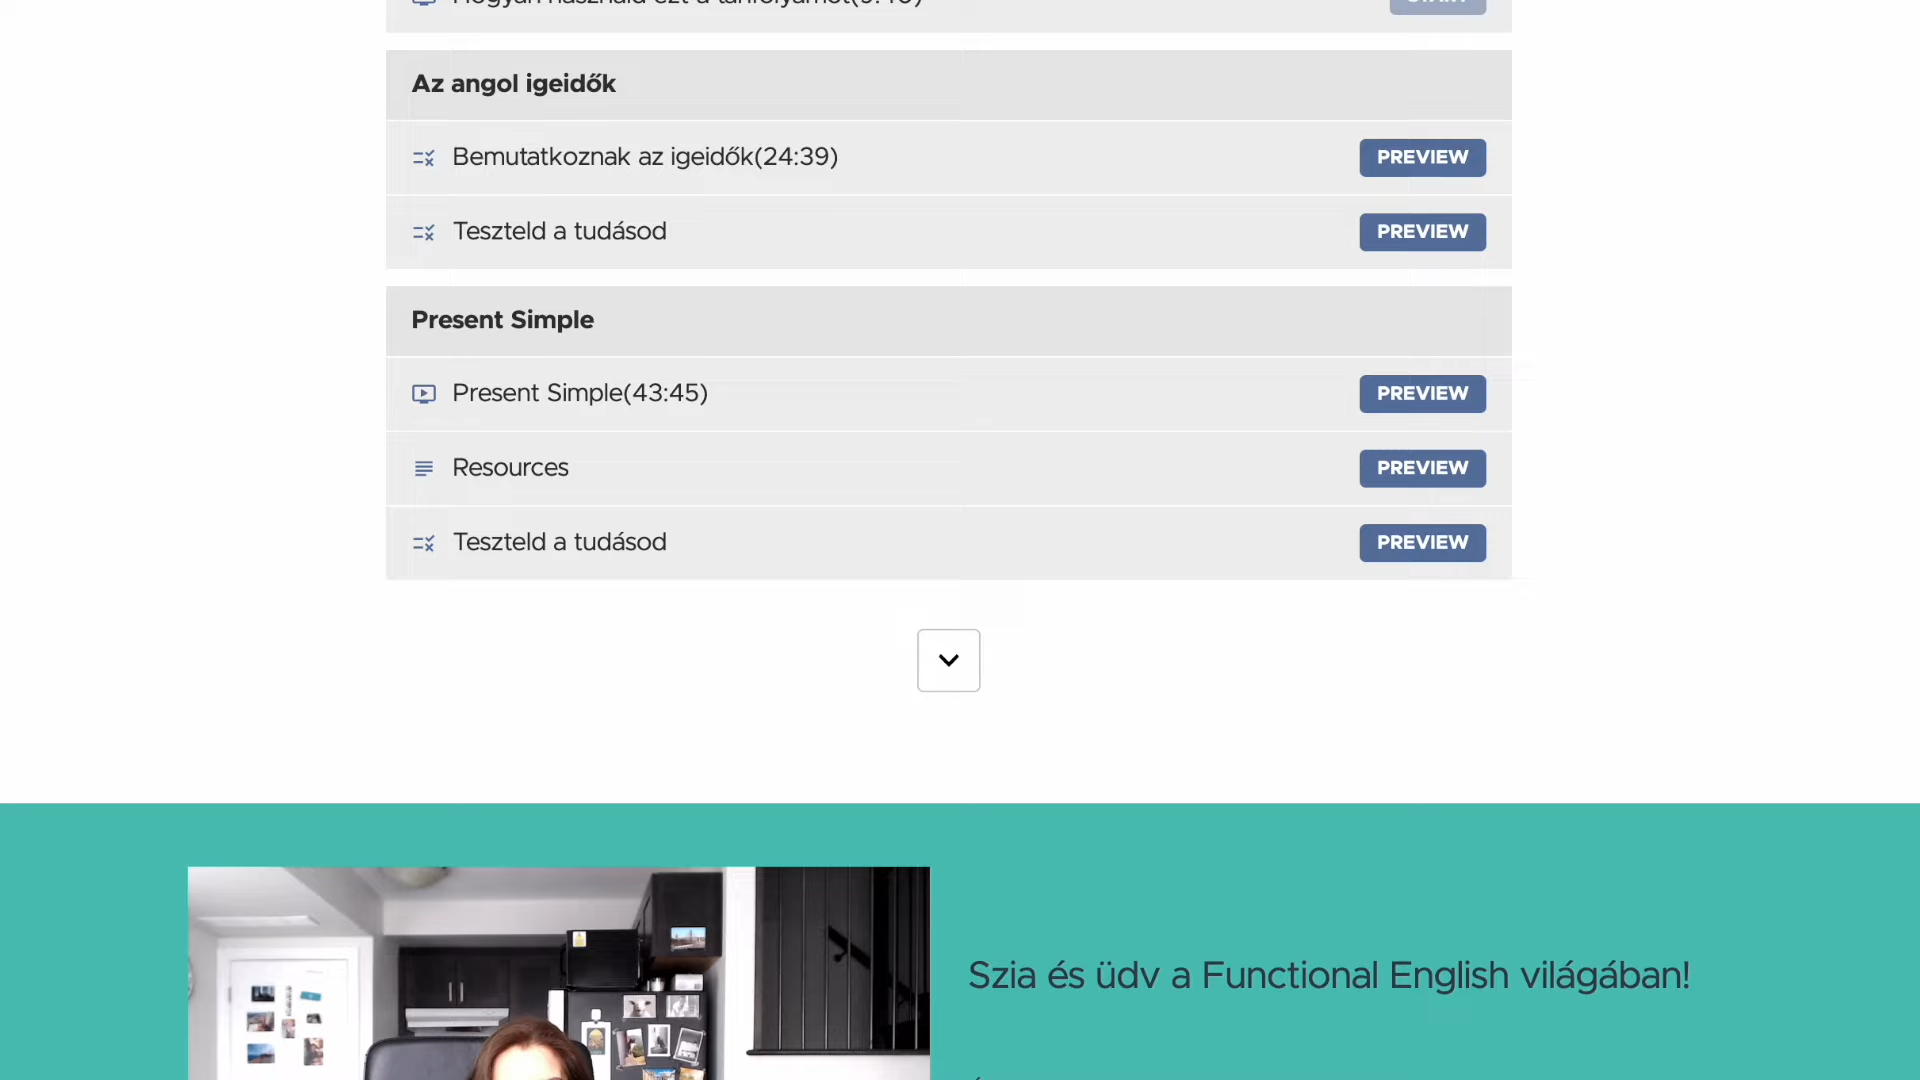 Az angol igeidők
Bemutatkoznak az igeidők(24:39)
PREVIEW
Teszteld a tudásod
PREVIEW
Present Simple
Present Simple(43:45)
PREVIEW
Resources
PREVIEW
Teszteld a tudásod
PREVIEW
Szia és üdv a Functional English világában!